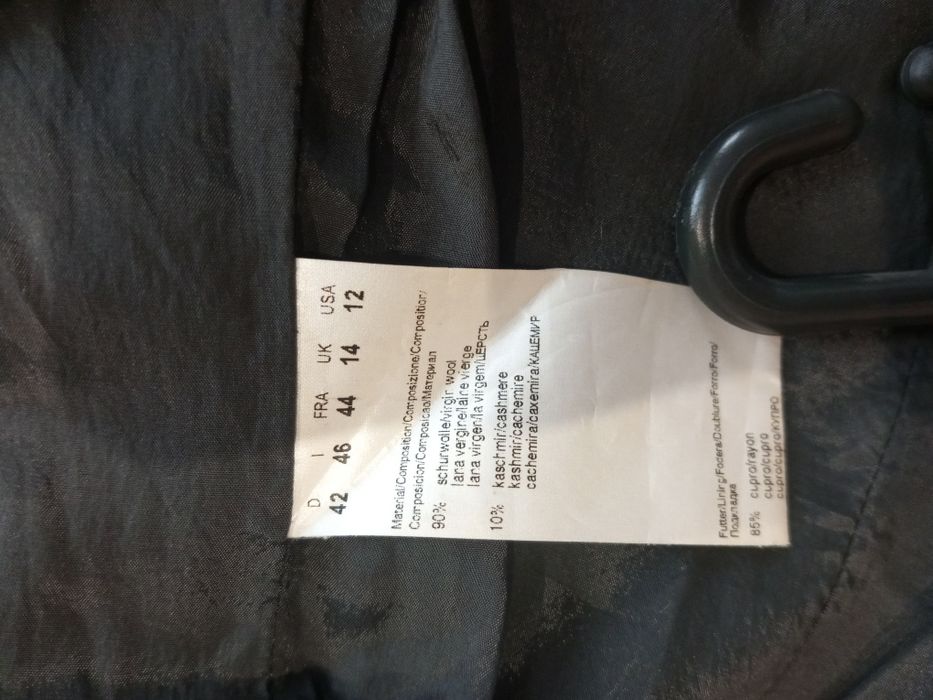 D I FRA UK USA
42 46 44 14 12
Material/Composition/Composizione/Composition/
Composicion/Composicao/Материал
90% schurwolle/virgin wool
lana vergine/laine vierge
lana virgen/la virgem/ШЕРСТЬ
10% kaschmir/cashmere
kashmir/cachemire
cachemira/caxemira/КАШЕМИР
Futter/Lining/Fodera/Doublure/Forro/Forro/
Подкладка
85% cupro/rayon
cupro/cupro
cupro/КУПРО